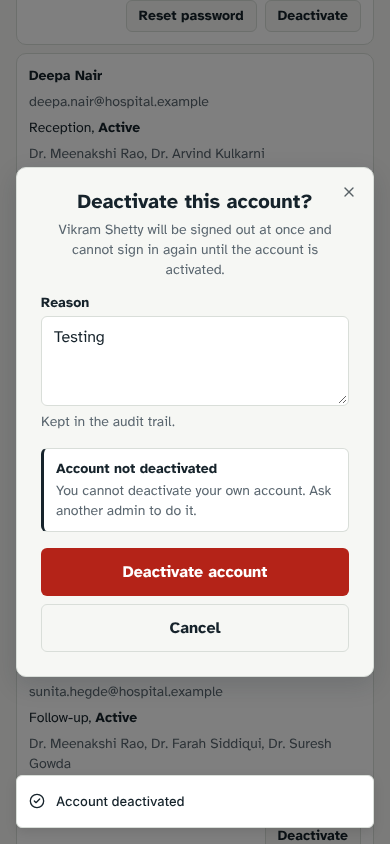 Reset password
Deactivate
Deepa Nair
deepa.nair@hospital.example
Reception, Active
Dr. Meenakshi Rao, Dr. Arvind Kulkarni
Deactivate this account?
Vikram Shetty will be signed out at once and
cannot sign in again until the account is
activated.
Reason
Testing
Kept in the audit trail.
Account not deactivated
You cannot deactivate your own account. Ask
another admin to do it.
Deactivate account
Cancel
sunita.hegde@hospital.example
Follow-up, Active
Dr. Meenakshi Rao, Dr. Farah Siddiqui, Dr. Suresh
Gowda
Account deactivated
Deactivate